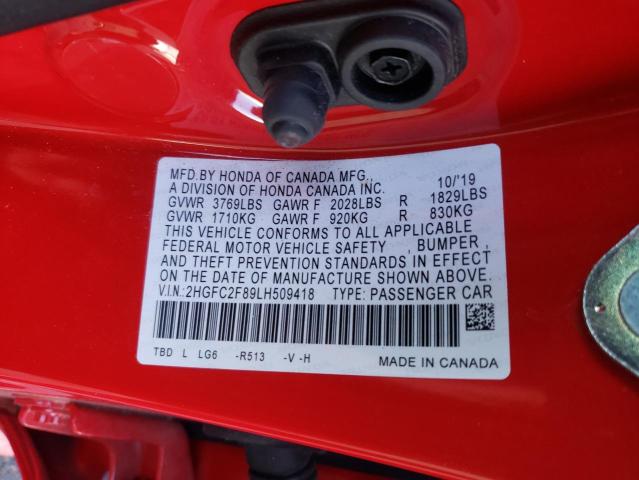 MFD.BY HONDA OF CANADA MFG.,
A DIVISION OF HONDA CANADA INC. 10/'19
GVWR 3769LBS GAWR F 2028LBS R 1829LBS
GVWR 1710KG GAWR F 920KG R 830KG
THIS VEHICLE CONFORMS TO ALL APPLICABLE
FEDERAL MOTOR VEHICLE SAFETY , BUMPER ,
AND THEFT PREVENTION STANDARDS IN EFFECT
ON THE DATE OF MANUFACTURE SHOWN ABOVE.
V.I.N.:2HGFC2F89LH509418 TYPE: PASSENGER CAR
TBD L LG6 -R513 -V -H MADE IN CANADA